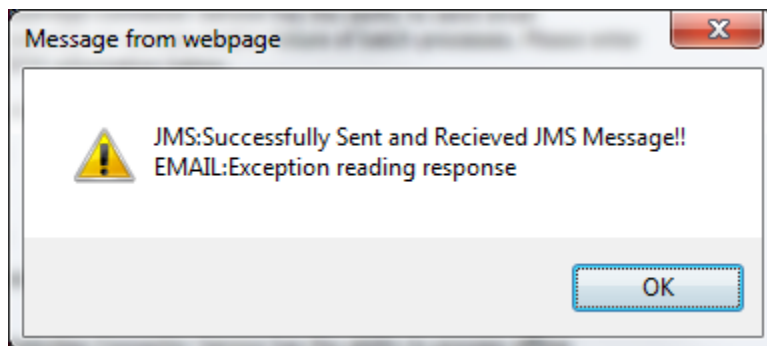 Message from webpage
JMS:Successfully Sent and Recieved JMS Message!!
EMAIL:Exception reading response
OK